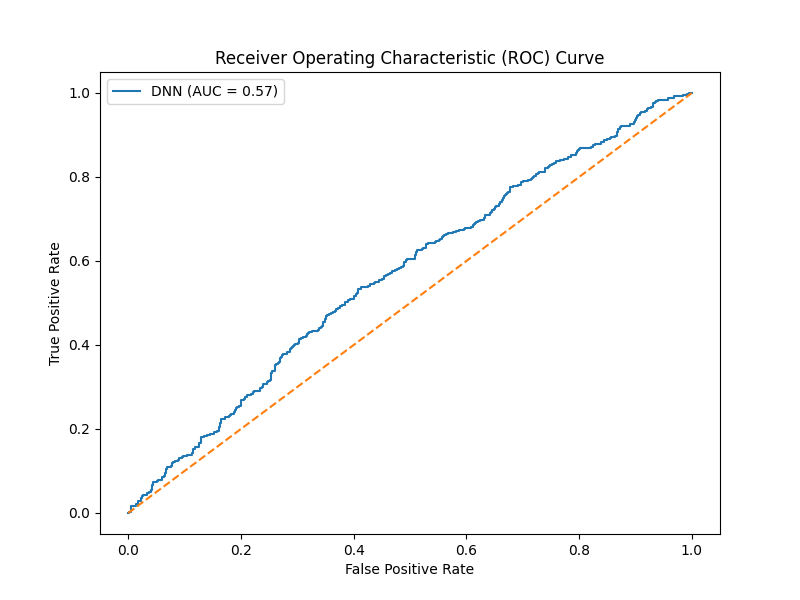 Receiver Operating Characteristic (ROC) Curve
DNN (AUC = 0.57)
1.0
0.8
0.6
0.4
0.2
0.0
True Positive Rate
0.0 0.2 0.4 0.6 0.8 1.0
False Positive Rate